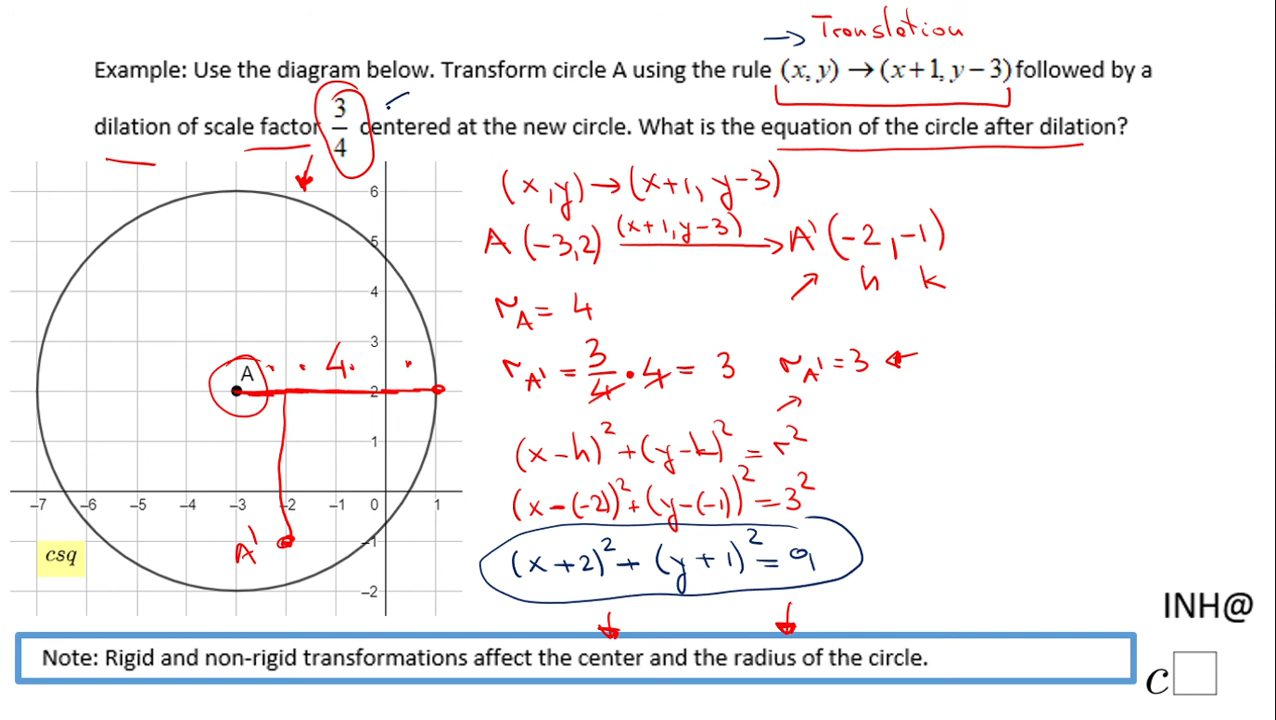 → Translation
Example: Use the diagram below. Transform circle A using the rule (x, y) → (x+1, y−3) followed by a
dilation of scale factor 3/4 centered at the new circle. What is the equation of the circle after dilation?
6
5
4
3
2
1
−7 −6 −5 −4 −3 −2 −1 0 1
−1
−2
A
4
A'
csq
(x,y)→(x+1, y-3)
A(-3,2) (x+1,y-3) → A'(-2,-1)
h k
r_A = 4
r_A' = 3/4 • 4 = 3 r_A' = 3 ←
(x-h)² + (y-k)² = r²
(x-(-2))² + (y-(-1))² = 3²
(x+2)² + (y+1)² = 9
INH@
Note: Rigid and non-rigid transformations affect the center and the radius of the circle.
c